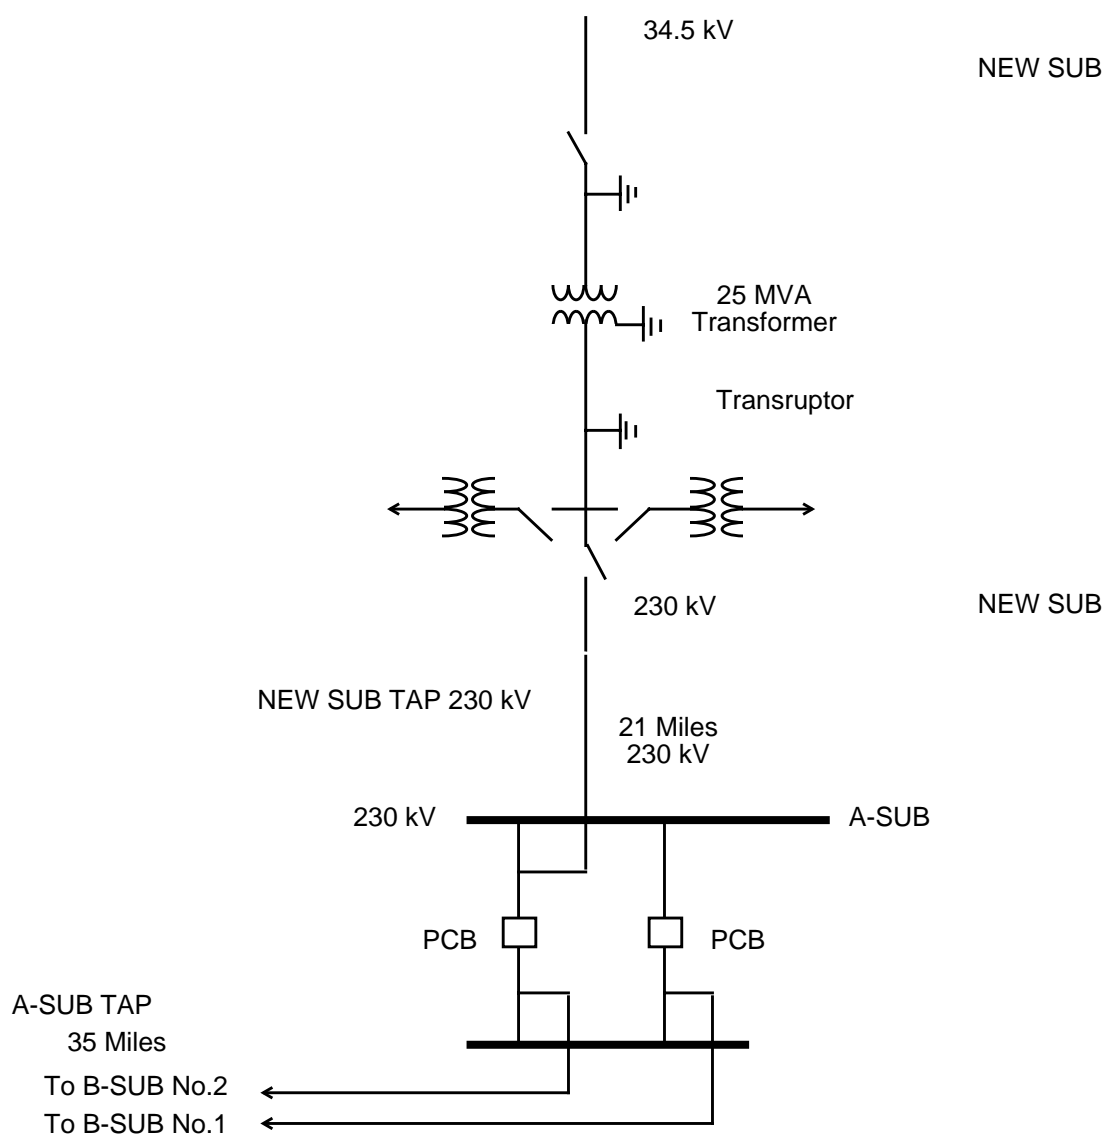 34.5 kV
NEW SUB
25 MVA
Transformer
Transruptor
230 kV
NEW SUB
NEW SUB TAP 230 kV
21 Miles
230 kV
230 kV
A-SUB
PCB
PCB
A-SUB TAP
35 Miles
To B-SUB No.2
To B-SUB No.1